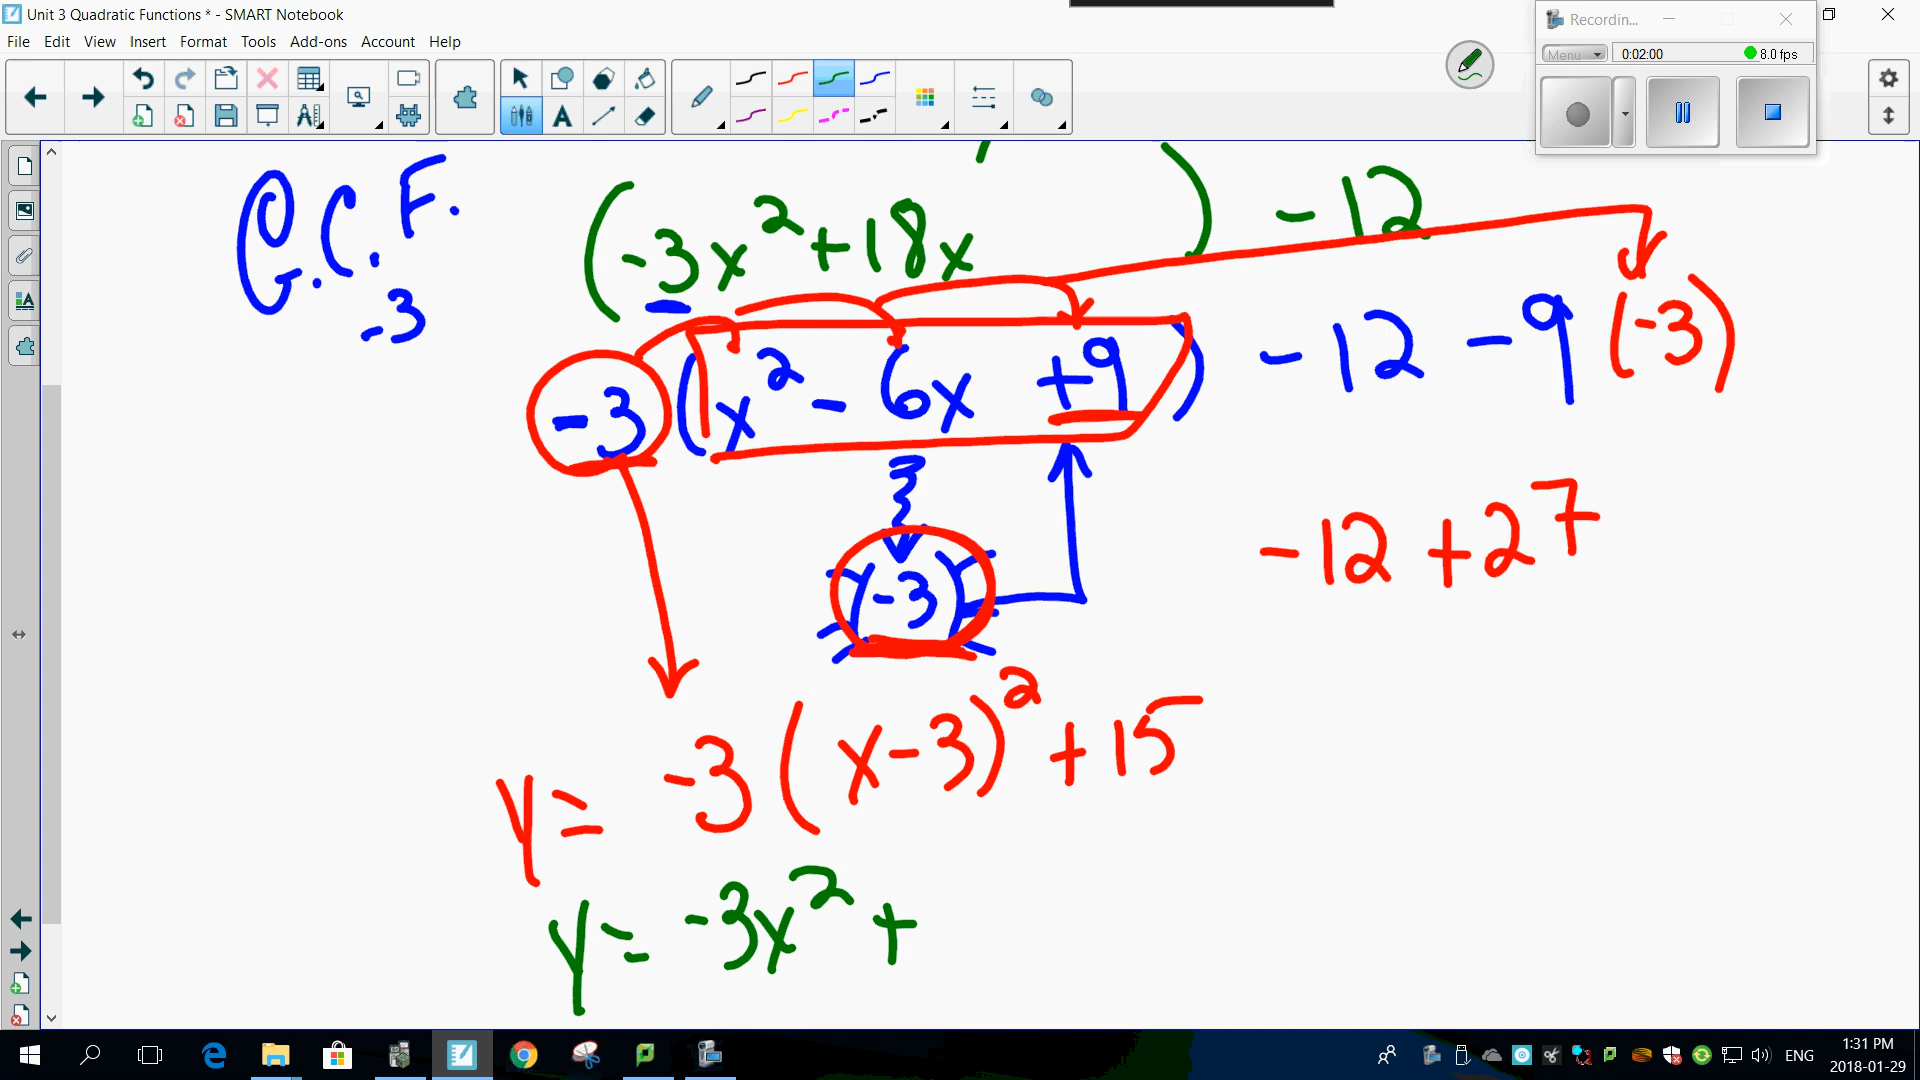 Unit 3 Quadratic Functions * - SMART Notebook
Recordin...
File Edit View Insert Format Tools Add-ons Account Help
Menu 0:02:00 8.0 fps
A
G.C.F.
-3
(-3x²+18x ) -12
-3(x² - 6x +9) -12 -9(-3)
(-3)
-12 +27
y = -3(x-3)² +15
y = -3x² +
ENG
1:31 PM
2018-01-29